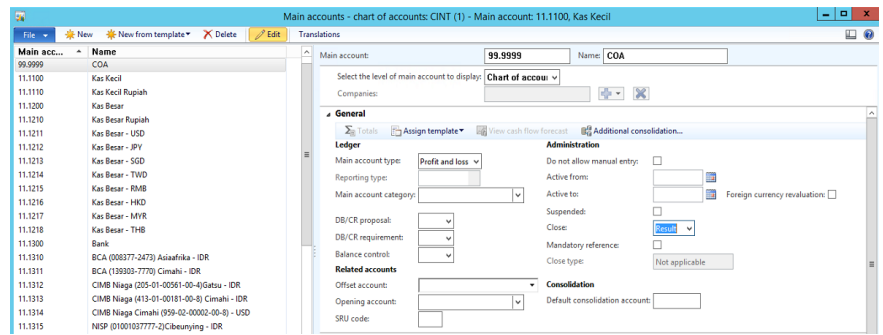 Main accounts - chart of accounts: CINT (1) - Main account: 11.1100, Kas Kecil
File New New from template Delete Edit Translations
Main acc... Name
99.9999 COA
11.1100 Kas Kecil
11.1110 Kas Kecil Rupiah
11.1200 Kas Besar
11.1210 Kas Besar Rupiah
11.1211 Kas Besar - USD
11.1212 Kas Besar - JPY
11.1213 Kas Besar - SGD
11.1214 Kas Besar - TWD
11.1215 Kas Besar - RMB
11.1216 Kas Besar - HKD
11.1217 Kas Besar - MYR
11.1218 Kas Besar - THB
11.1300 Bank
11.1310 BCA (008377-2473) Asiaafrika - IDR
11.1311 BCA (139303-7770) Cimahi - IDR
11.1312 CIMB Niaga (205-01-00561-00-4)Gatsu - IDR
11.1313 CIMB Niaga (413-01-00181-00-8) Cimahi - IDR
11.1314 CIMB Niaga Cimahi (959-02-00002-00-8) - USD
11.1315 NISP (01001037777-2)Cibeunying - IDR
Main account: 99.9999 Name: COA
Select the level of main account to display: Chart of accou
Companies:
General
Totals Assign template View cash flow forecast Additional consolidation...
Ledger
Main account type: Profit and loss
Reporting type:
Main account category:
DB/CR proposal:
DB/CR requirement:
Balance control:
Related accounts
Offset account:
Opening account:
SRU code:
Administration
Do not allow manual entry:
Active from:
Active to: Foreign currency revaluation:
Suspended:
Close: Result
Mandatory reference:
Close type: Not applicable
Consolidation
Default consolidation account: